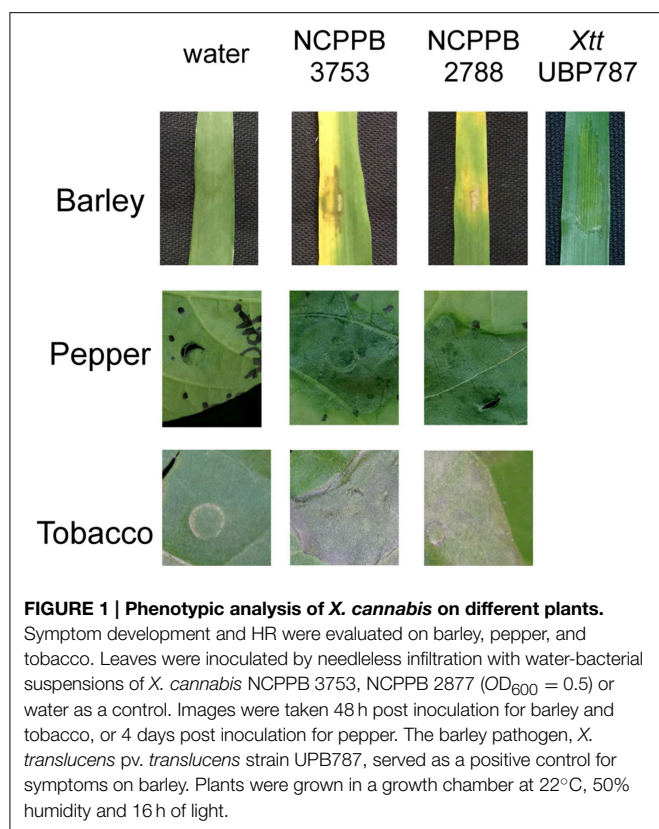 water
NCPPB
3753
NCPPB
2788
Xtt
UBP787
Barley
Pepper
Tobacco
FIGURE 1 | Phenotypic analysis of X. cannabis on different plants.
Symptom development and HR were evaluated on barley, pepper, and
tobacco. Leaves were inoculated by needleless infiltration with water-bacterial
suspensions of X. cannabis NCPPB 3753, NCPPB 2877 (OD600 = 0.5) or
water as a control. Images were taken 48 h post inoculation for barley and
tobacco, or 4 days post inoculation for pepper. The barley pathogen, X.
translucens pv. translucens strain UPB787, served as a positive control for
symptoms on barley. Plants were grown in a growth chamber at 22°C, 50%
humidity and 16 h of light.